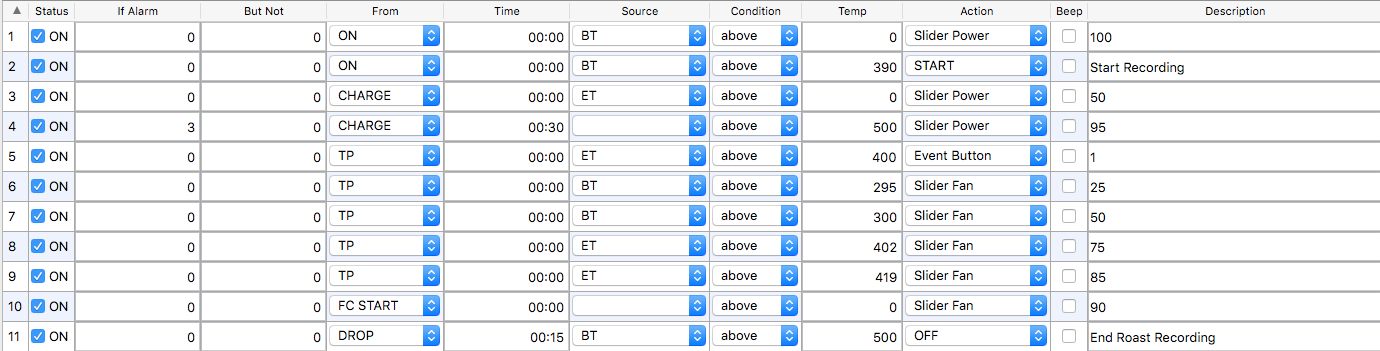 ▲ Status If Alarm But Not From Time Source Condition Temp Action Beep Description
1 ON 0 0 ON 00:00 BT above 0 Slider Power 100
2 ON 0 0 ON 00:00 BT above 390 START Start Recording
3 ON 0 0 CHARGE 00:00 ET above 0 Slider Power 50
4 ON 3 0 CHARGE 00:30 above 500 Slider Power 95
5 ON 0 0 TP 00:00 ET above 400 Event Button 1
6 ON 0 0 TP 00:00 BT above 295 Slider Fan 25
7 ON 0 0 TP 00:00 BT above 300 Slider Fan 50
8 ON 0 0 TP 00:00 ET above 402 Slider Fan 75
9 ON 0 0 TP 00:00 ET above 419 Slider Fan 85
10 ON 0 0 FC START 00:00 above 0 Slider Fan 90
11 ON 0 0 DROP 00:15 BT above 500 OFF End Roast Recording